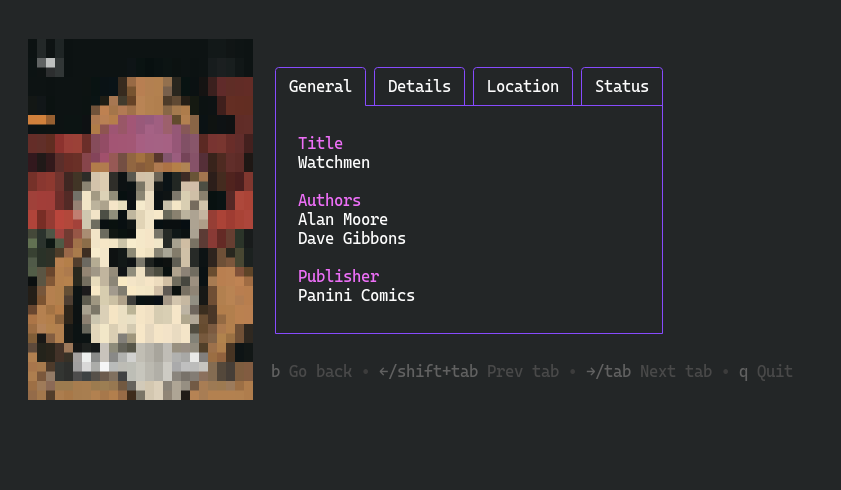 General Details Location Status
Title
Watchmen
Authors
Alan Moore
Dave Gibbons
Publisher
Panini Comics
b Go back • ←/shift+tab Prev tab • →/tab Next tab • q Quit